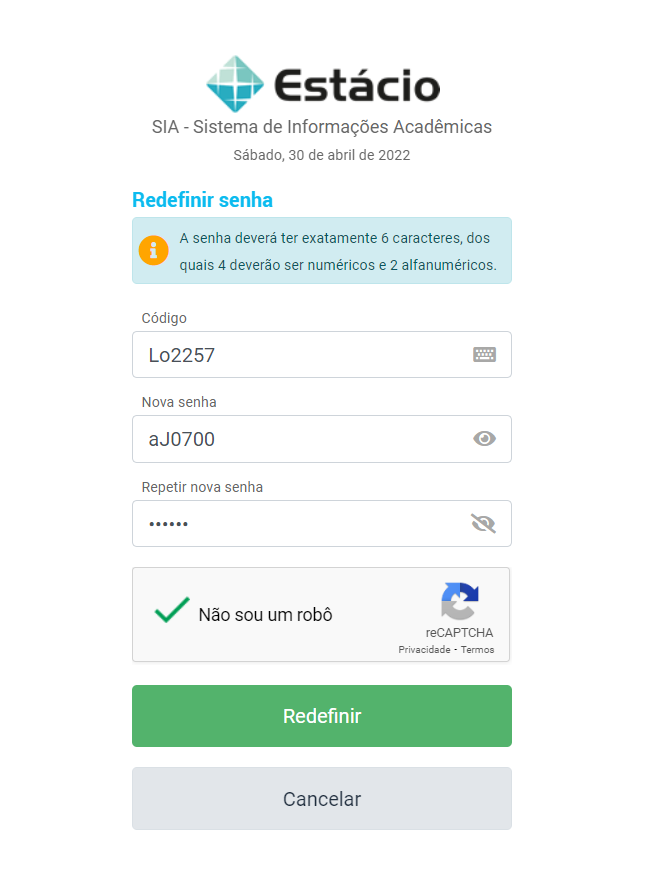 Estácio
SIA - Sistema de Informações Acadêmicas
Sábado, 30 de abril de 2022
Redefinir senha
A senha deverá ter exatamente 6 caracteres, dos
quais 4 deverão ser numéricos e 2 alfanuméricos.
Código
Lo2257
Nova senha
aJ0700
Repetir nova senha
••••••
Não sou um robô
reCAPTCHA
Privacidade - Termos
Redefinir
Cancelar